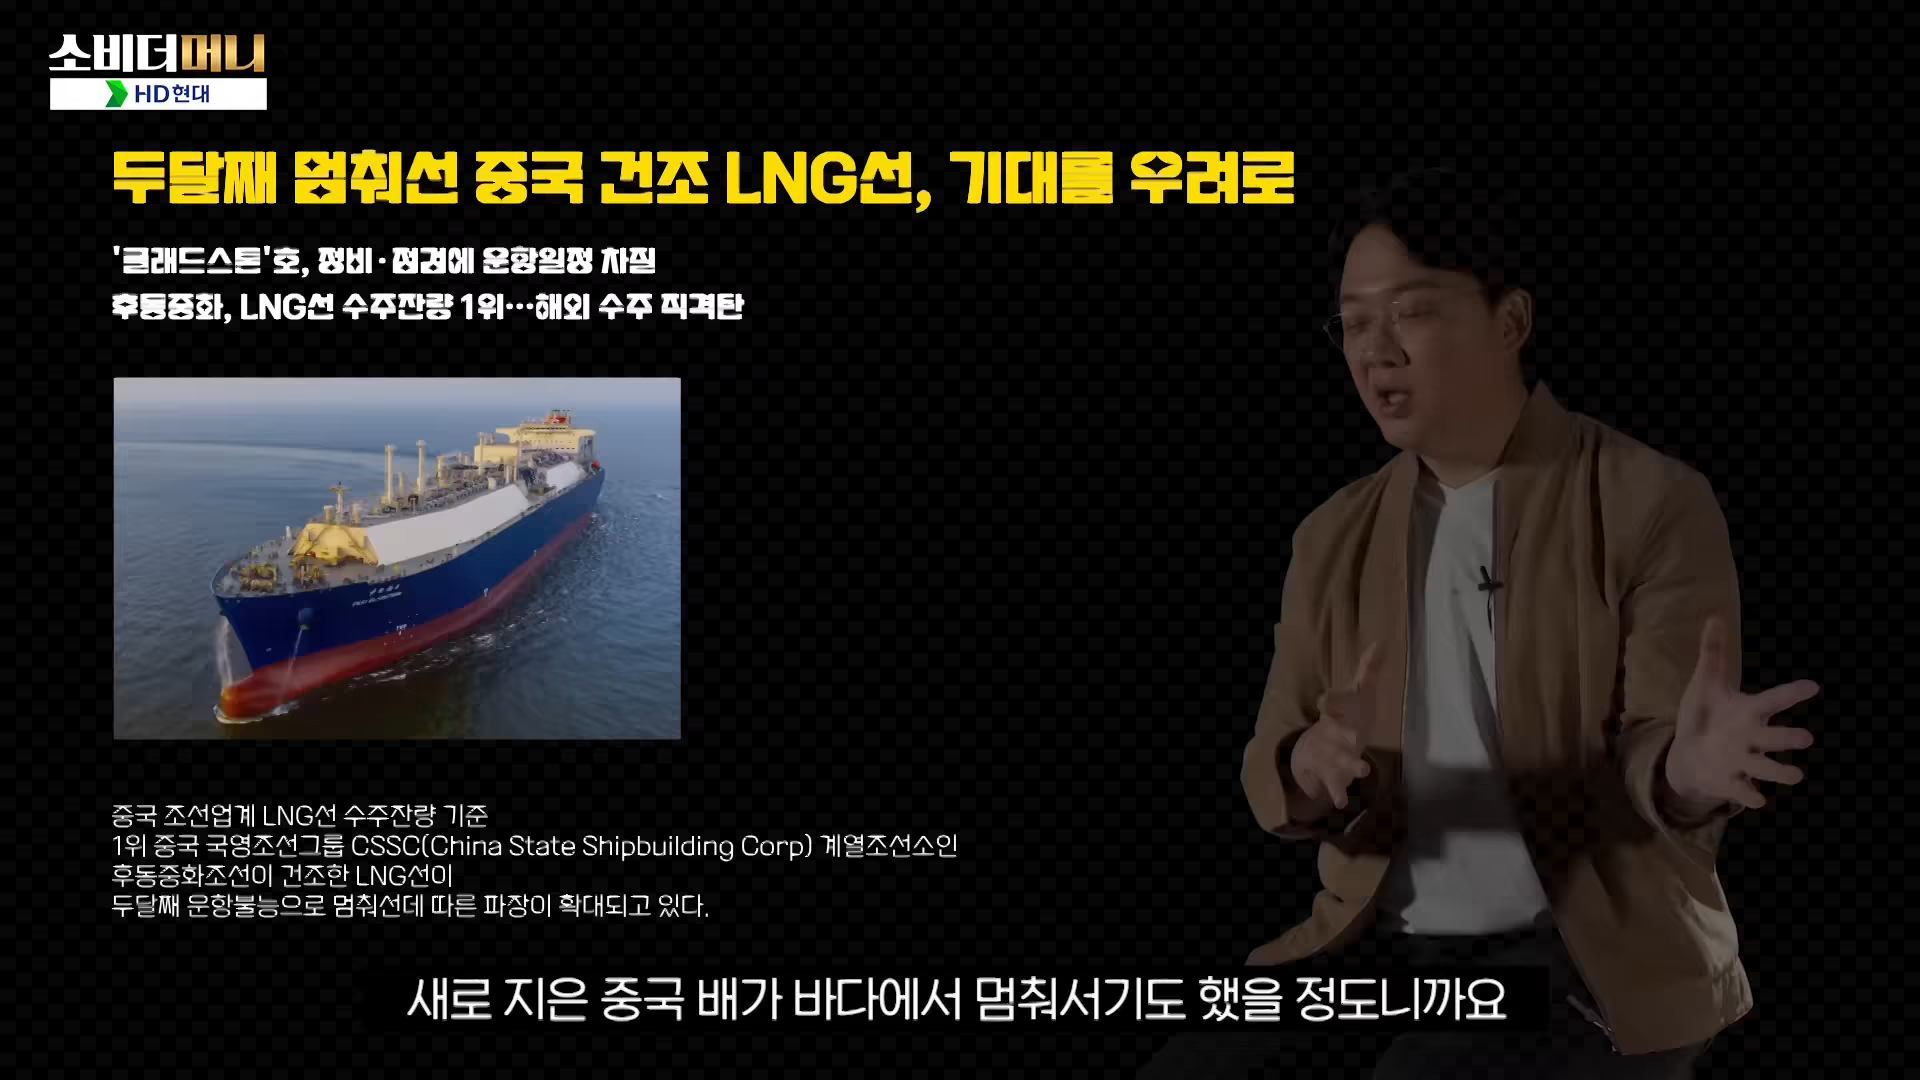 소비더머니
HD현대
두달째 멈춰선 중국 건조 LNG선, 기대를 우려로
'글래드스톤'호, 정비·점검에 운항일정 차질
후동중화, LNG선 수주잔량 1위…해외 수주 직격탄
중국 조선업계 LNG선 수주잔량 기준
1위 중국 국영조선그룹 CSSC(China State Shipbuilding Corp) 계열조선소인
후동중화조선이 건조한 LNG선이
두달째 운항불능으로 멈춰선데 따른 파장이 확대되고 있다.
새로 지은 중국 배가 바다에서 멈춰서기도 했을 정도니까요